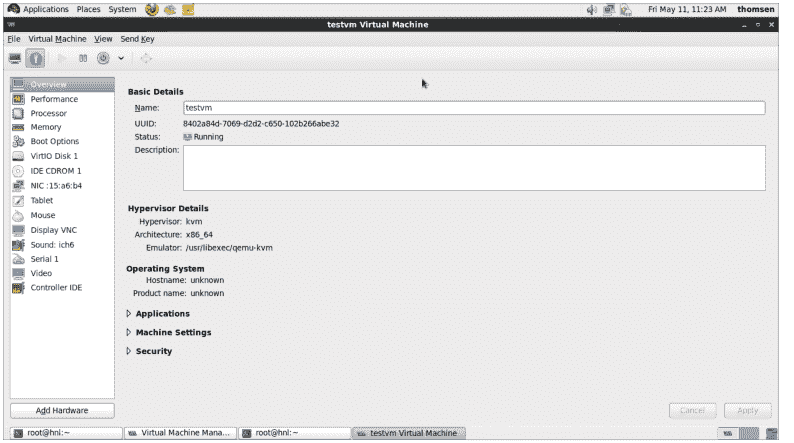 Applications Places System Fri May 11, 11:23 AM thomsen
testvm Virtual Machine
File Virtual Machine View Send Key
Overview
Performance
Processor
Memory
Boot Options
VirtIO Disk 1
IDE CDROM 1
NIC :15:a6:b4
Tablet
Mouse
Display VNC
Sound: ich6
Serial 1
Video
Controller IDE
Add Hardware
Basic Details
Name: testvm
UUID: 8402a84d-7069-d2d2-c650-102b266abe32
Status: Running
Description:
Hypervisor Details
Hypervisor: kvm
Architecture: x86_64
Emulator: /usr/libexec/qemu-kvm
Operating System
Hostname: unknown
Product name: unknown
Applications
Machine Settings
Security
Cancel Apply
root@hnl:~ Virtual Machine Mana... root@hnl:~ testvm Virtual Machine